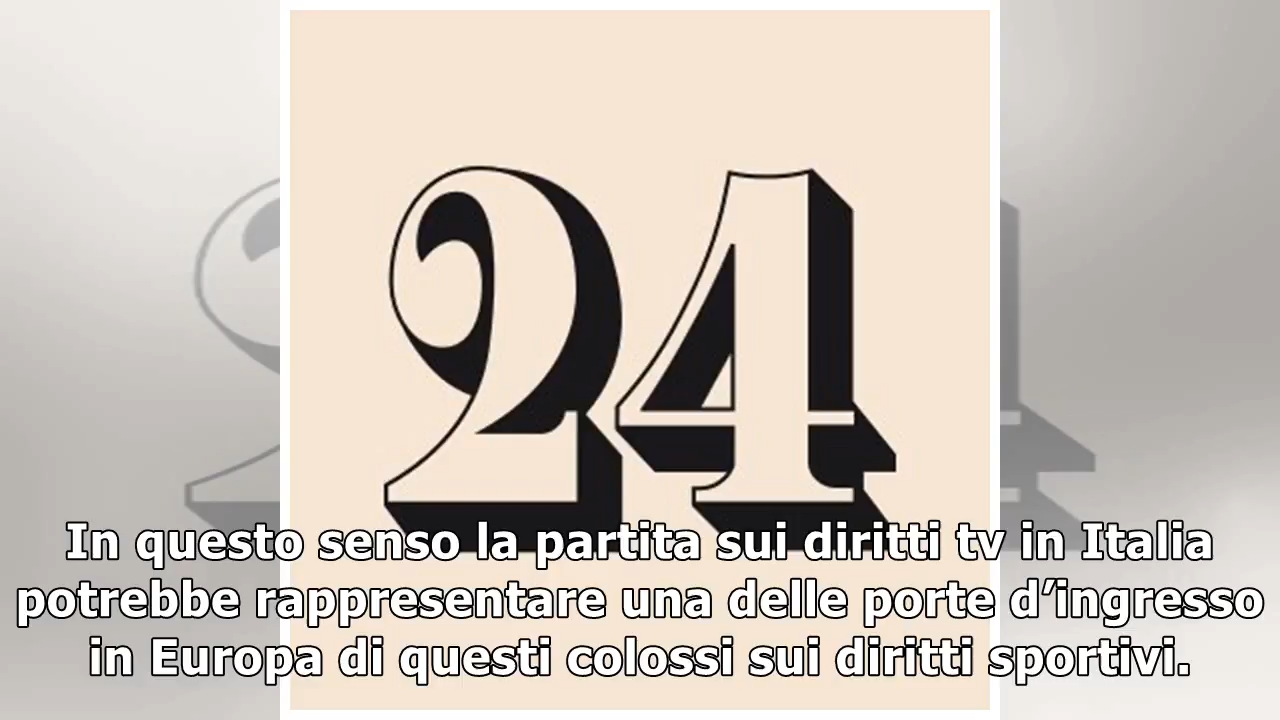 24
In questo senso la partita sui diritti tv in Italia
potrebbe rappresentare una delle porte d’ingresso
in Europa di questi colossi sui diritti sportivi.